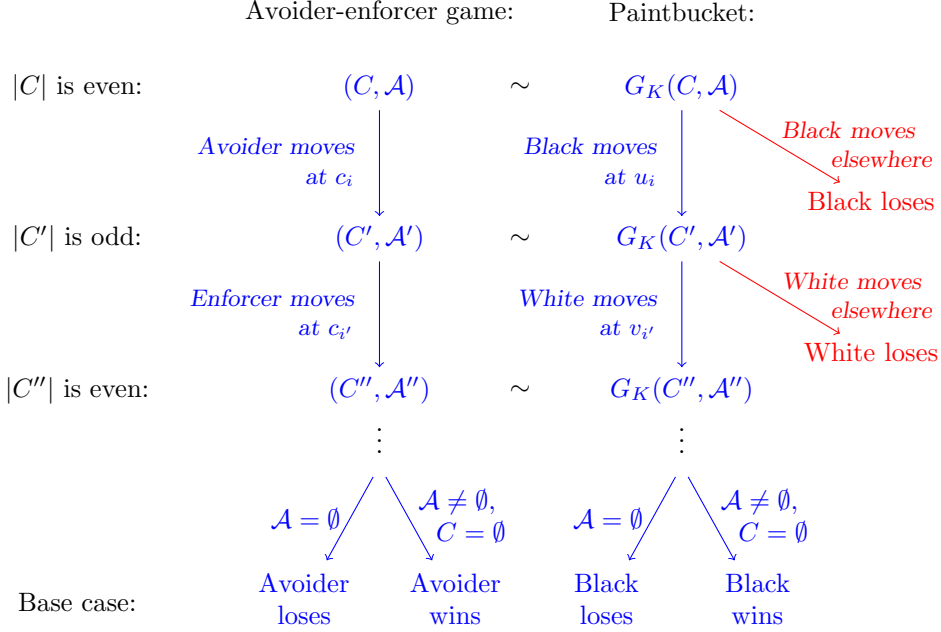 Avoider-enforcer game: Paintbucket:
|C| is even: (C, 𝒜) ∼ G_K(C, 𝒜)
Avoider moves
at c_i
Black moves
at u_i
Black moves
elsewhere
Black loses
|C′| is odd: (C′, 𝒜′) ∼ G_K(C′, 𝒜′)
Enforcer moves
at c_{i′}
White moves
at v_{i′}
White moves
elsewhere
White loses
|C″| is even: (C″, 𝒜″) ∼ G_K(C″, 𝒜″)
⋮ ⋮
𝒜 = ∅
𝒜 ≠ ∅,
C = ∅
𝒜 = ∅
𝒜 ≠ ∅,
C = ∅
Base case:
Avoider
loses
Avoider
wins
Black
loses
Black
wins